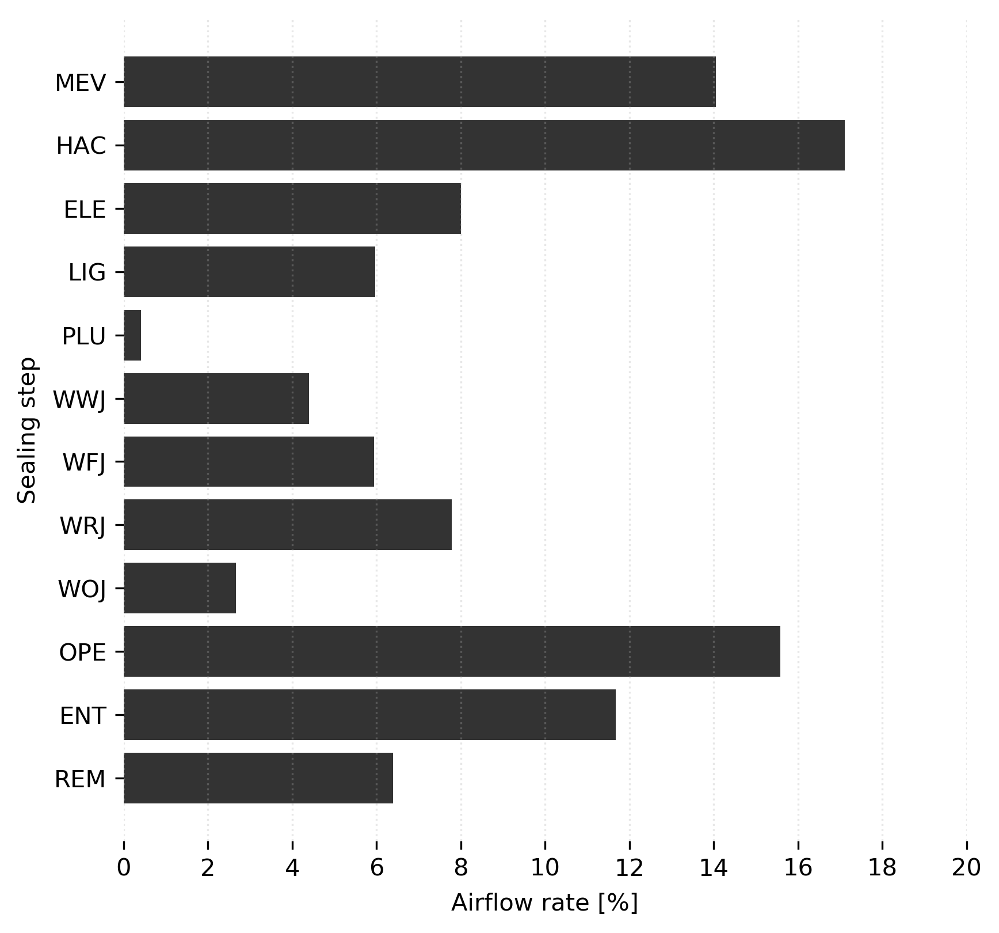 MEV
HAC
ELE
LIG
PLU
WWJ
WFJ
WRJ
WOJ
OPE
ENT
REM
Sealing step
0 2 4 6 8 10 12 14 16 18 20
Airflow rate [%]